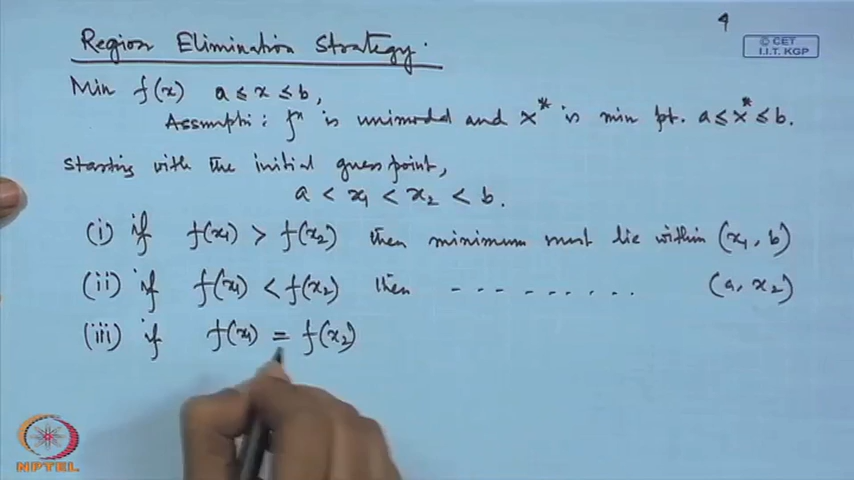 4
© CET
I.I.T. KGP
Region Elimination Strategy.
Min f(x) a ≤ x ≤ b,
Assumpti: fⁿ is unimodal and x* is min pt. a ≤ x* ≤ b.
starting with the initial guess point,
a < x₁ < x₂ < b.
(i) if f(x₁) > f(x₂) then minimum must lie within (x₁, b)
(ii) if f(x₁) < f(x₂) then - - - - - - - - - . (a, x₂)
(iii) if f(x₁) = f(x₂)
NPTEL